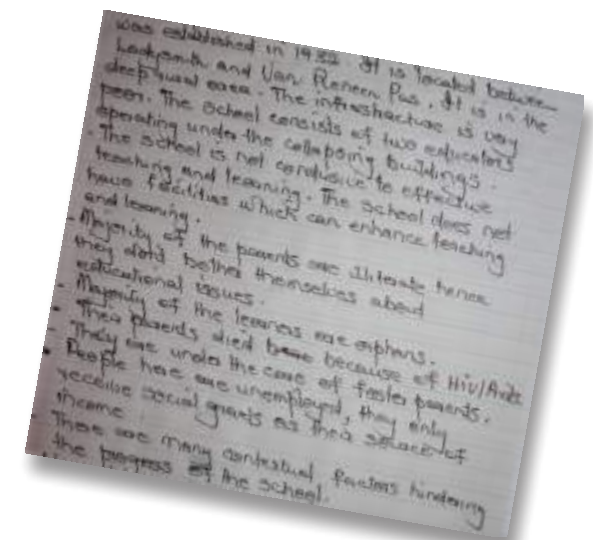 was established in 1932. It is located between
Ladysmith and Van Reneen Pas. It is in the
deep rural area. The infrastructure is very
poor. The School consists of two educators
operating under the collapsing buildings.
The school is not conducive to effective
teaching and learning. The school does not
have facilities which can enhance teaching
and learning.
- Majority of the parents are illiterate hence
they don't bother themselves about
educational issues.
- Majority of the learners are orphans.
- Their parents died because of HIV/Aids
- They are under the care of foster parents.
- People here are unemployed, they only
receive social grants as their source of
income
- There are many contextual, factors hindering
the progress of the school.